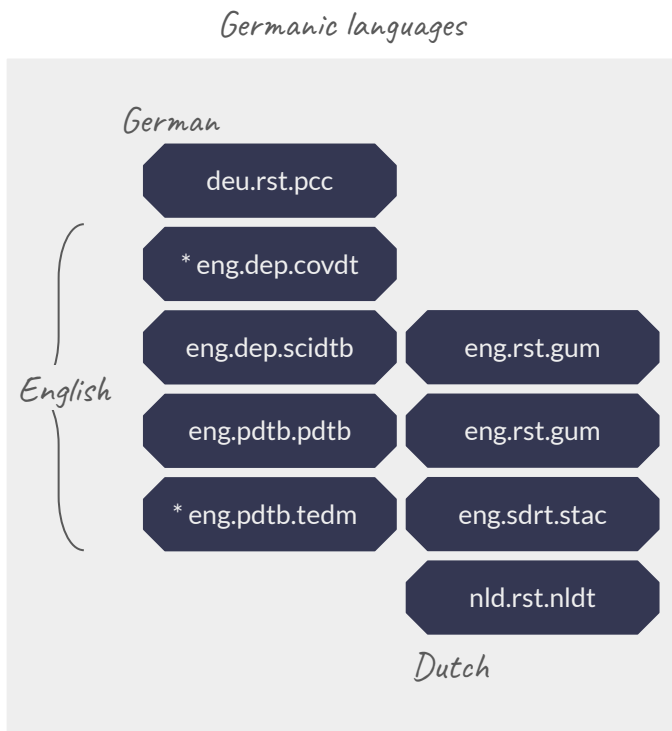 Germanic languages
German
deu.rst.pcc
* eng.dep.covdt
eng.dep.scidtb
eng.rst.gum
English
eng.pdtb.pdtb
eng.rst.gum
* eng.pdtb.tedm
eng.sdrt.stac
nld.rst.nldt
Dutch